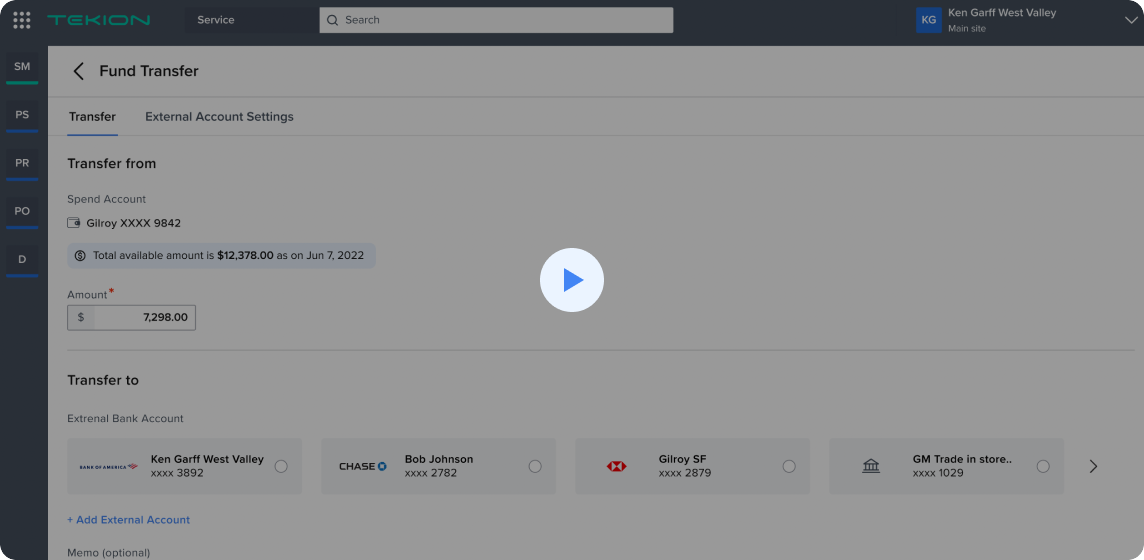 TEKION
Service
Search
KG
Ken Garff West Valley
Main site
SM
PS
PR
PO
D
Fund Transfer
Transfer
External Account Settings
Transfer from
Spend Account
Gilroy XXXX 9842
Total available amount is $12,378.00 as on Jun 7, 2022
Amount*
$ 7,298.00
Transfer to
Extrenal Bank Account
BANK OF AMERICA
Ken Garff West Valley
xxxx 3892
CHASE
Bob Johnson
xxxx 2782
Gilroy SF
xxxx 2879
GM Trade in store..
xxxx 1029
+ Add External Account
Memo (optional)